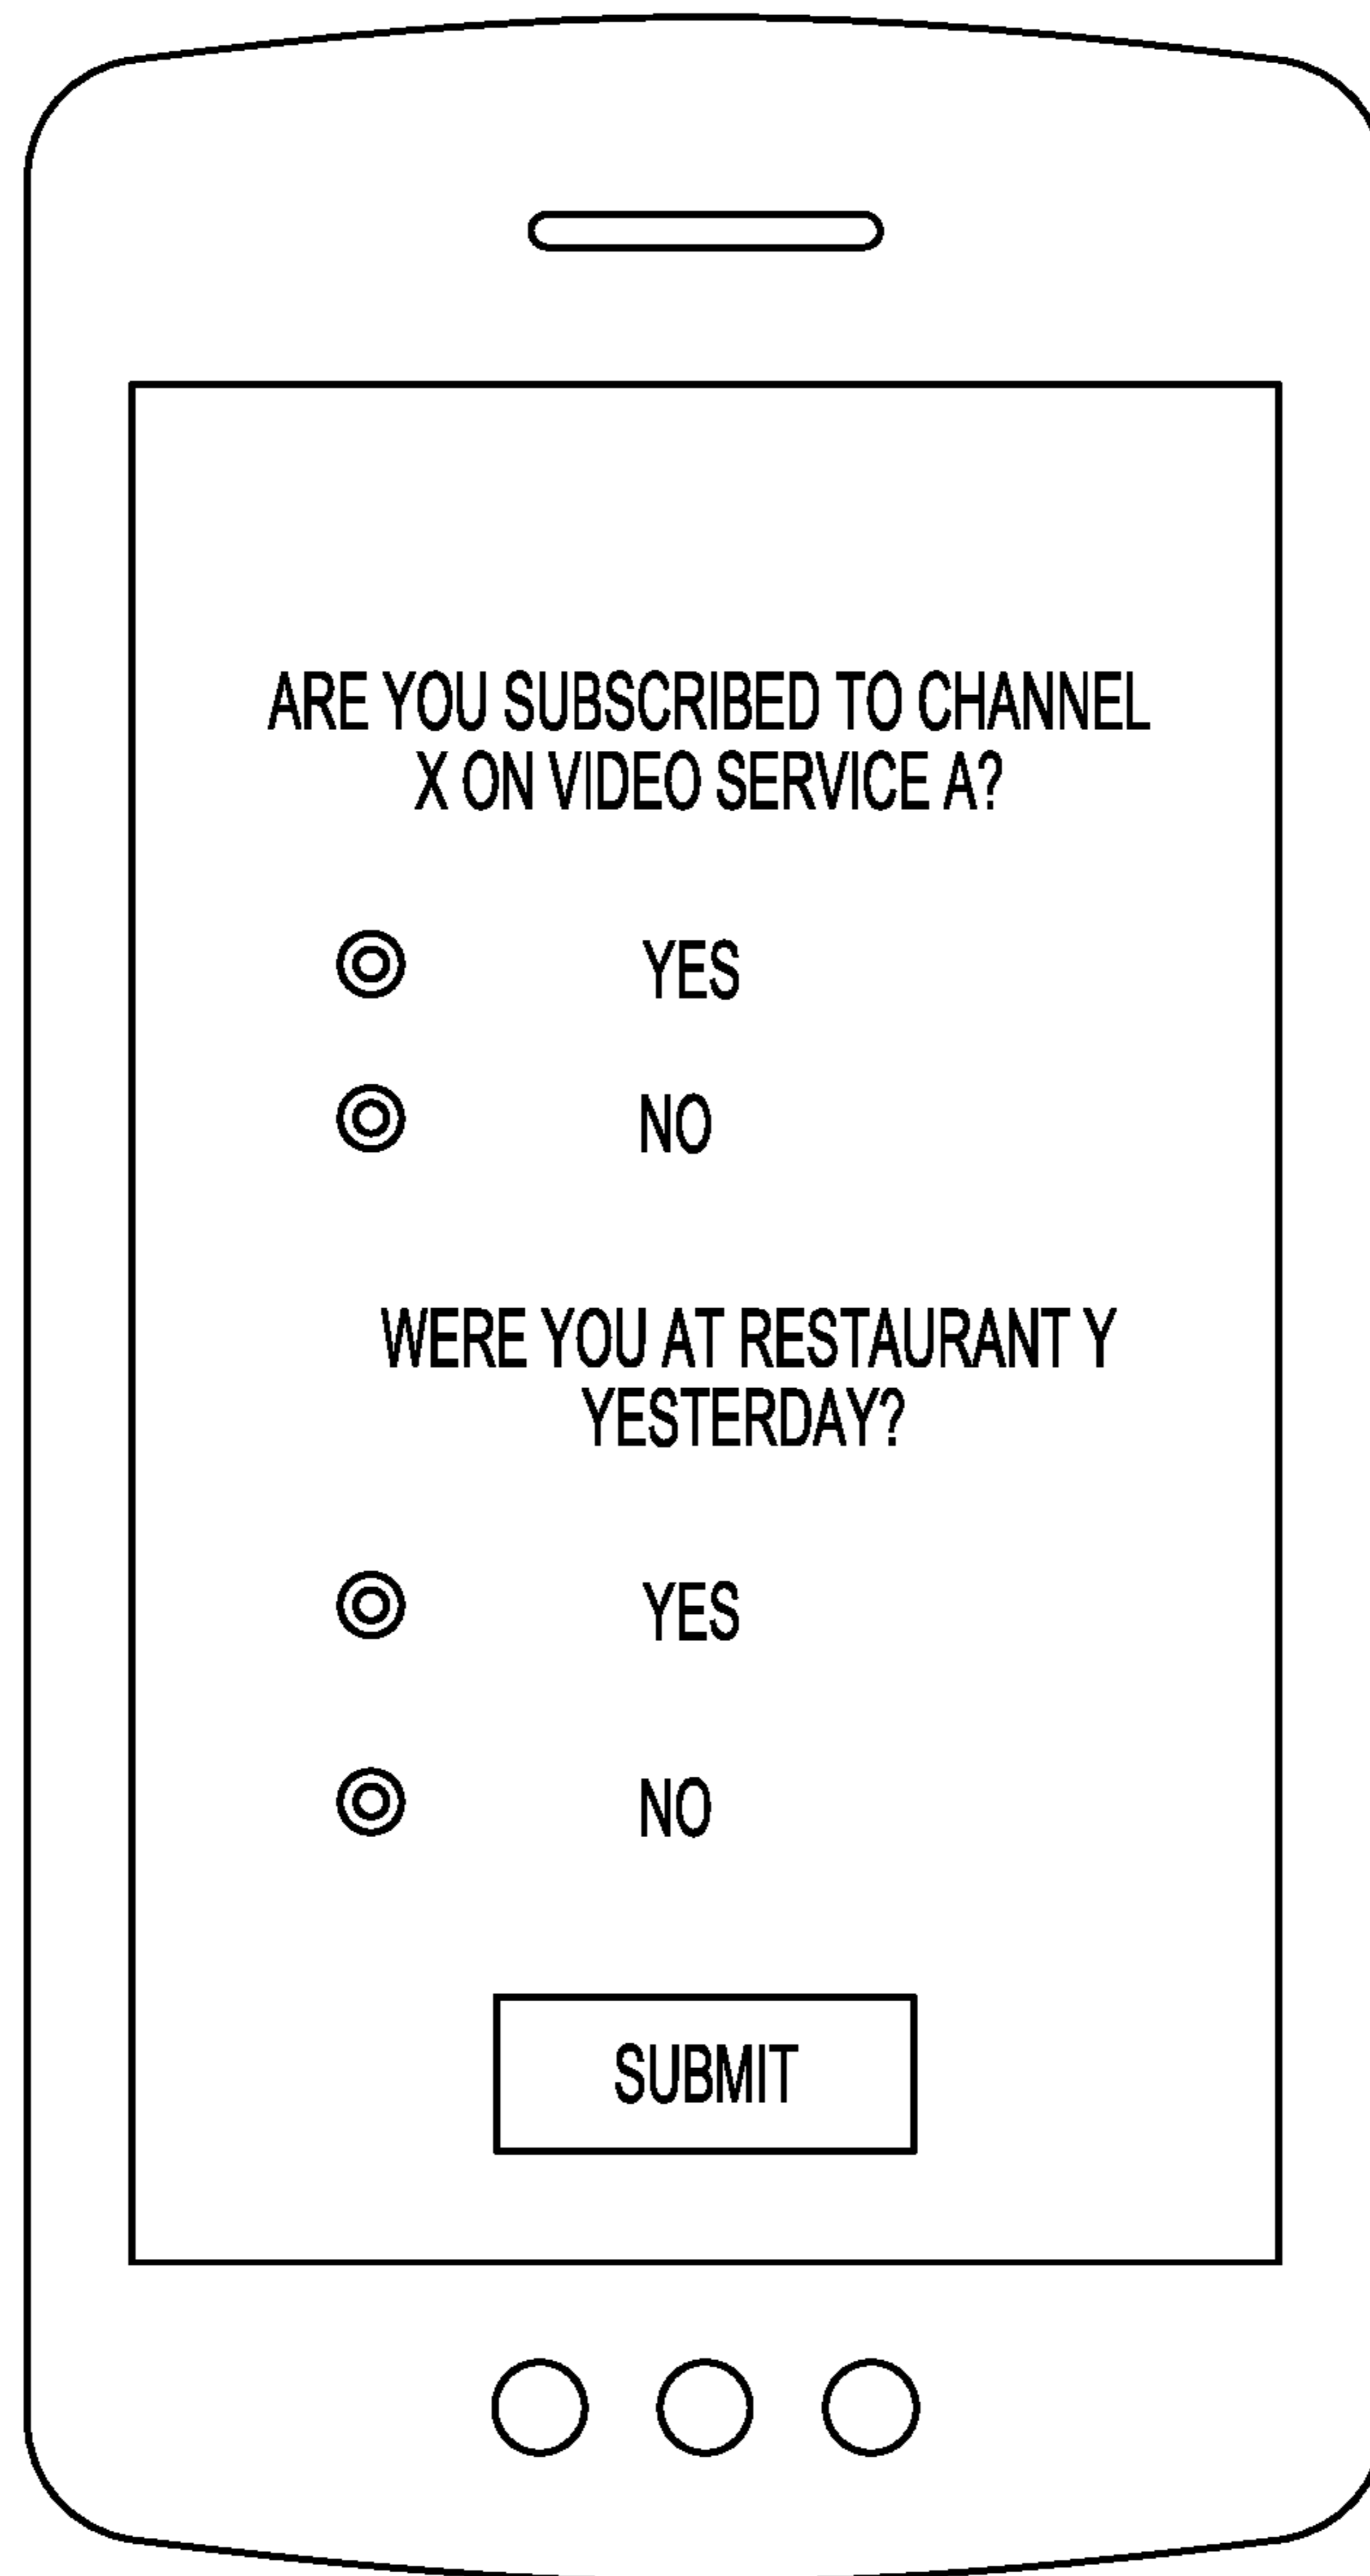 ARE YOU SUBSCRIBED TO CHANNEL
X ON VIDEO SERVICE A?
YES
NO
WERE YOU AT RESTAURANT Y
YESTERDAY?
YES
NO
SUBMIT